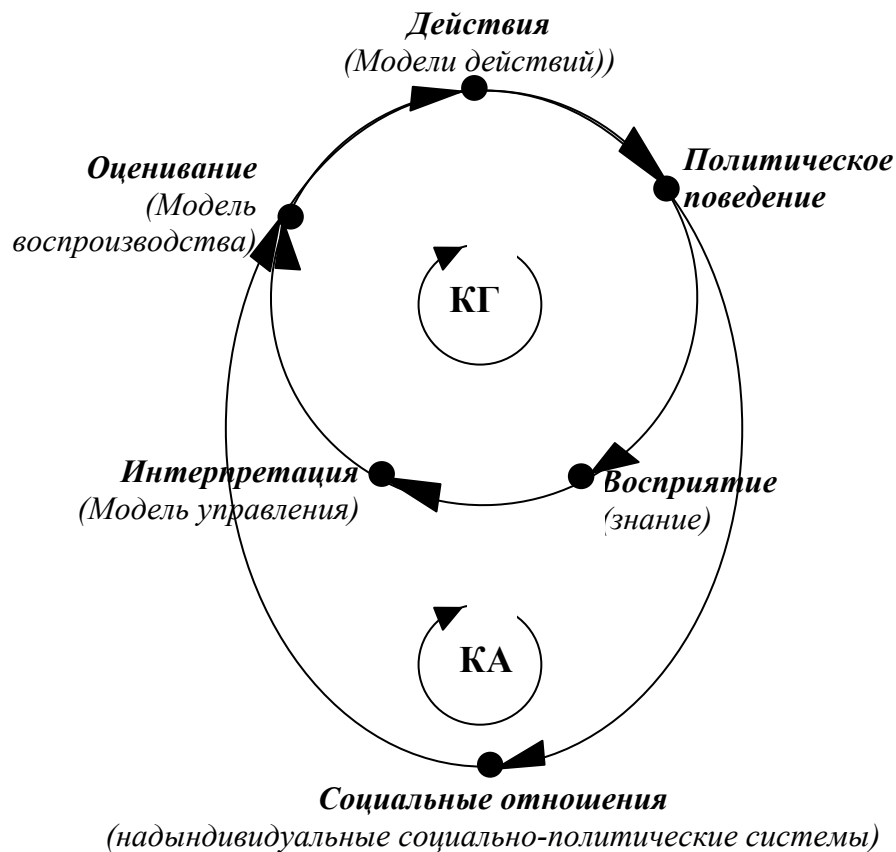 Действия
(Модели действий))
Оценивание
(Модель
воспроизводства)
Политическое
поведение
КГ
Интерпретация
(Модель управления)
Восприятие
(знание)
КА
Социальные отношения
(надындивидуальные социально-политические системы)